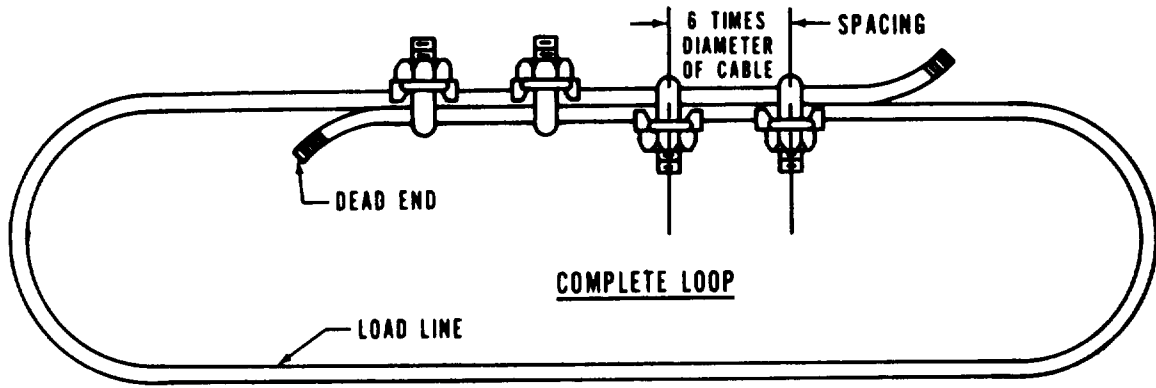 6 TIMES
DIAMETER
OF CABLE
SPACING
DEAD END
COMPLETE LOOP
LOAD LINE